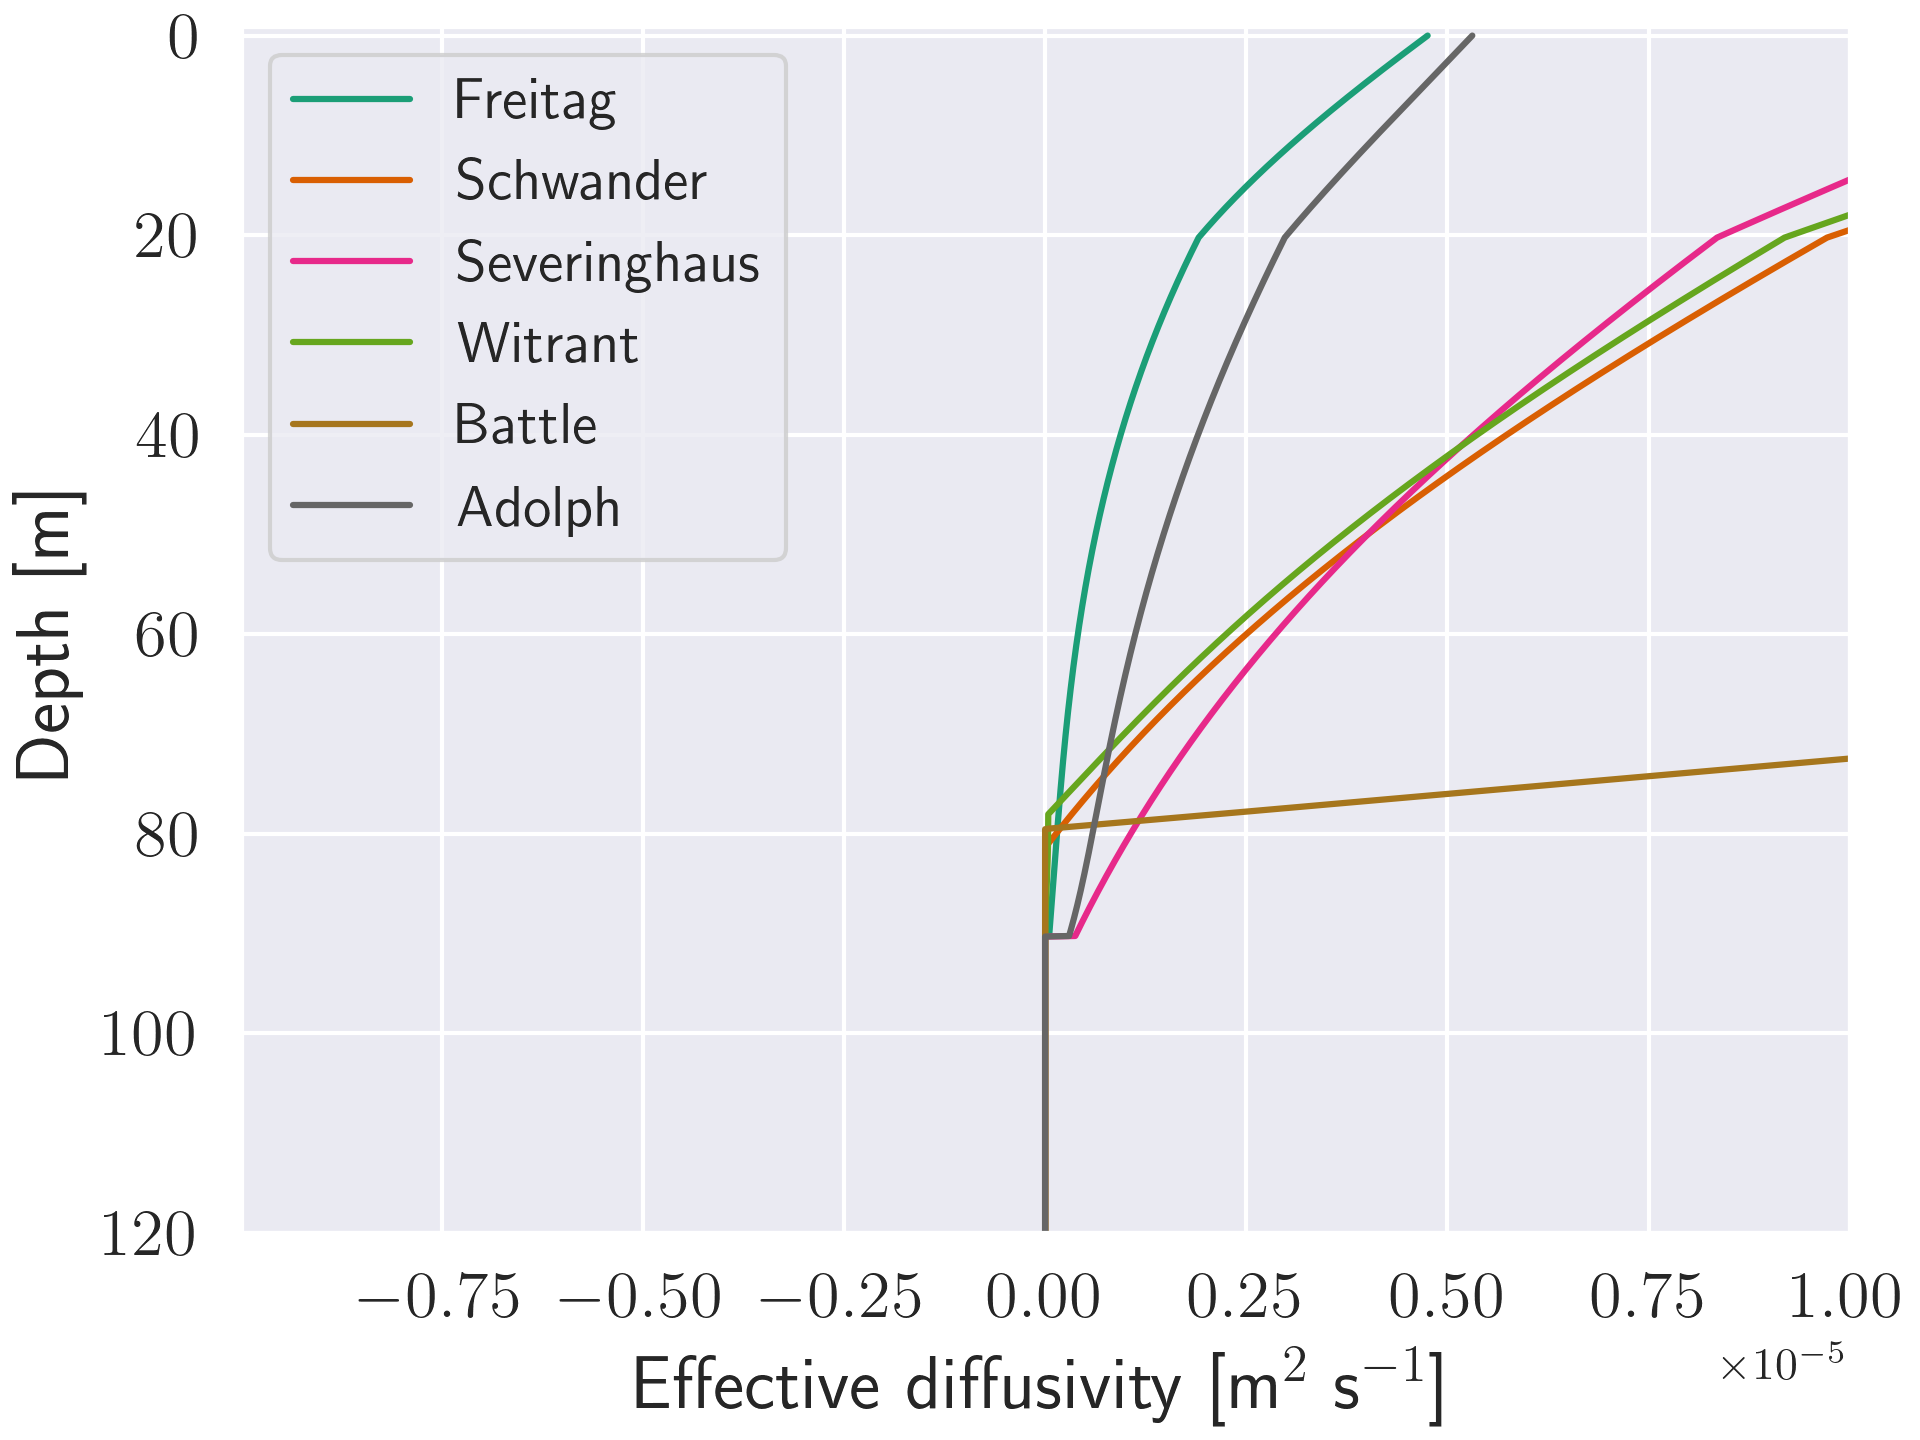 0
20
40
60
80
100
120
Depth [m]
Freitag
Schwander
Severinghaus
Witrant
Battle
Adolph
−0.75 −0.50 −0.25 0.00 0.25 0.50 0.75 1.00
×10⁻⁵
Effective diffusivity [m² s⁻¹]